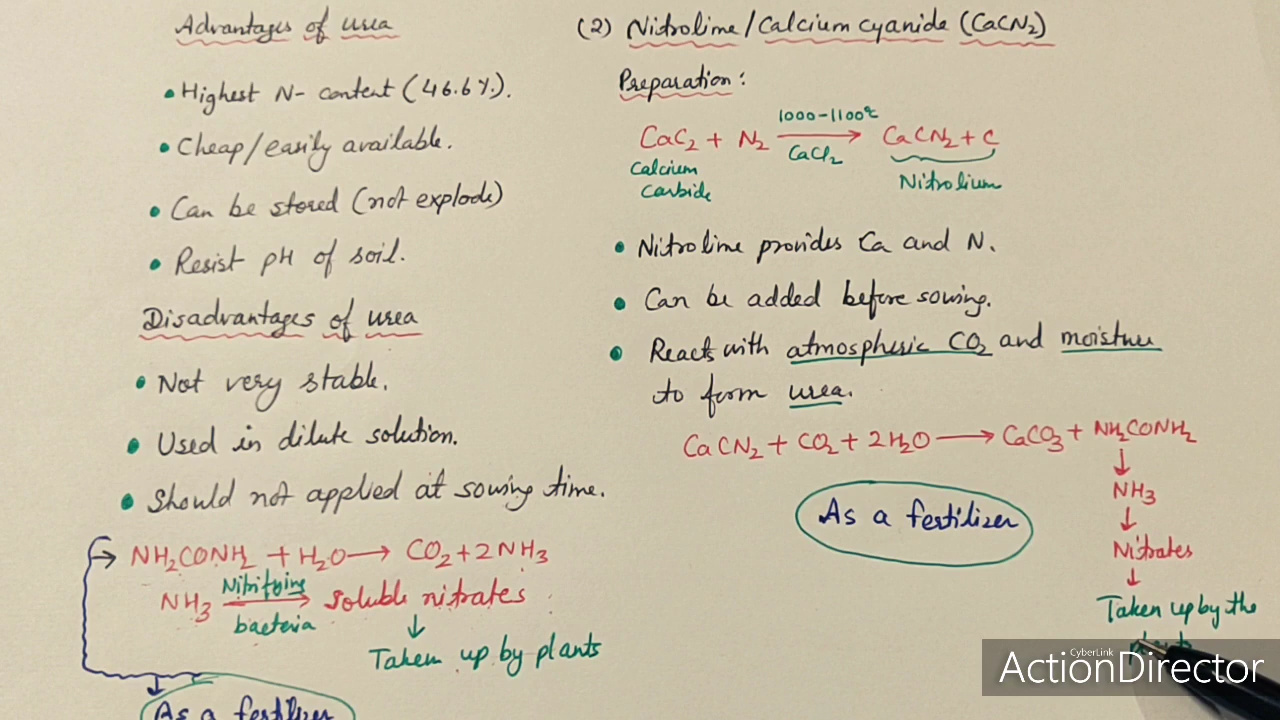 Advantages of urea
• Highest N- content (46.6%).
• Cheap/easily available.
• Can be stored (not explode)
• Resist pH of soil.
Disadvantages of urea
• Not very stable.
• Used in dilute solution.
• Should not applied at sowing time.
NH2CONH2 + H2O → CO2 + 2NH3
NH3 Nitrifying bacteria → soluble nitrates
↓
Taken up by plants
As a fertilizer
(2) Nitrolime/Calcium cyanide (CaCN2)
Preparation:
1000-1100°c
CaC2 + N2 → CaCN2 + C
CaCl2
Calcium carbide
Nitrolium
• Nitrolime provides Ca and N.
• Can be added before sowing.
• Reacts with atmospheric CO2 and moisture
to form urea.
CaCN2 + CO2 + 2H2O → CaCO3 + NH2CONH2
↓
NH3
↓
As a fertilizer
Nitrates
↓
Taken up by the
CyberLink
ActionDirector